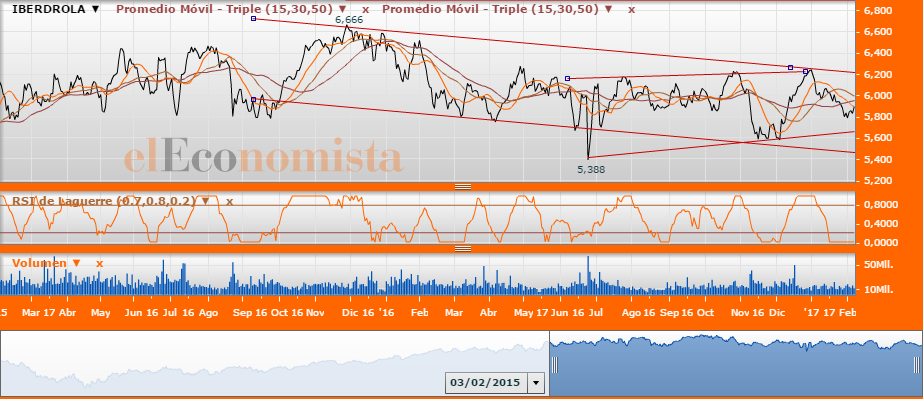 IBERDROLA ▼ Promedio Móvil - Triple (15,30,50) ▼ x Promedio Móvil - Triple (15,30,50) ▼ x
6,800
6,666
6,600
6,400
6,200
6,000
5,800
5,600
elEconomista
5,400
5,388
5,200
RSI de Laguerre (0.7,0.8,0.2) ▼ x
0,8000
0,4000
0,0000
Volumen ▼ x
50Mil.
10Mil.
15 Mar 17 Abr May Jun 16 Jul 16 Ago Sep 16 Oct 16 Nov Dic 16 '16 Feb Mar Abr May 17 Jun 16 Jul Ago 16 Sep 16 Oct Nov 16 Dic '17 17 Feb
03/02/2015 ▼